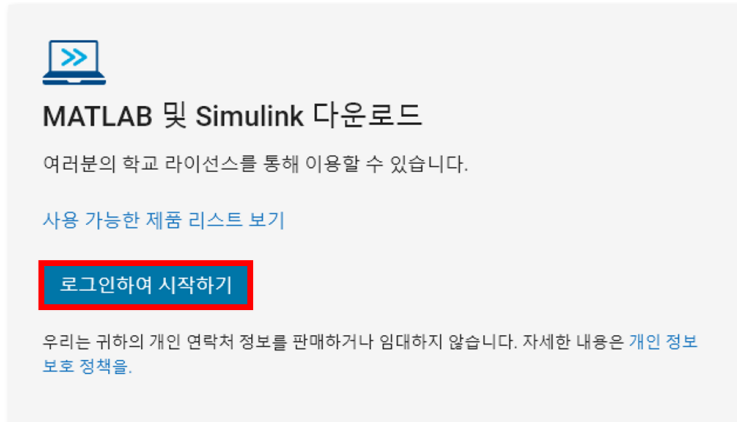 MATLAB 및 Simulink 다운로드
여러분의 학교 라이선스를 통해 이용할 수 있습니다.
사용 가능한 제품 리스트 보기
로그인하여 시작하기
우리는 귀하의 개인 연락처 정보를 판매하거나 임대하지 않습니다. 자세한 내용은 개인 정보
보호 정책을.